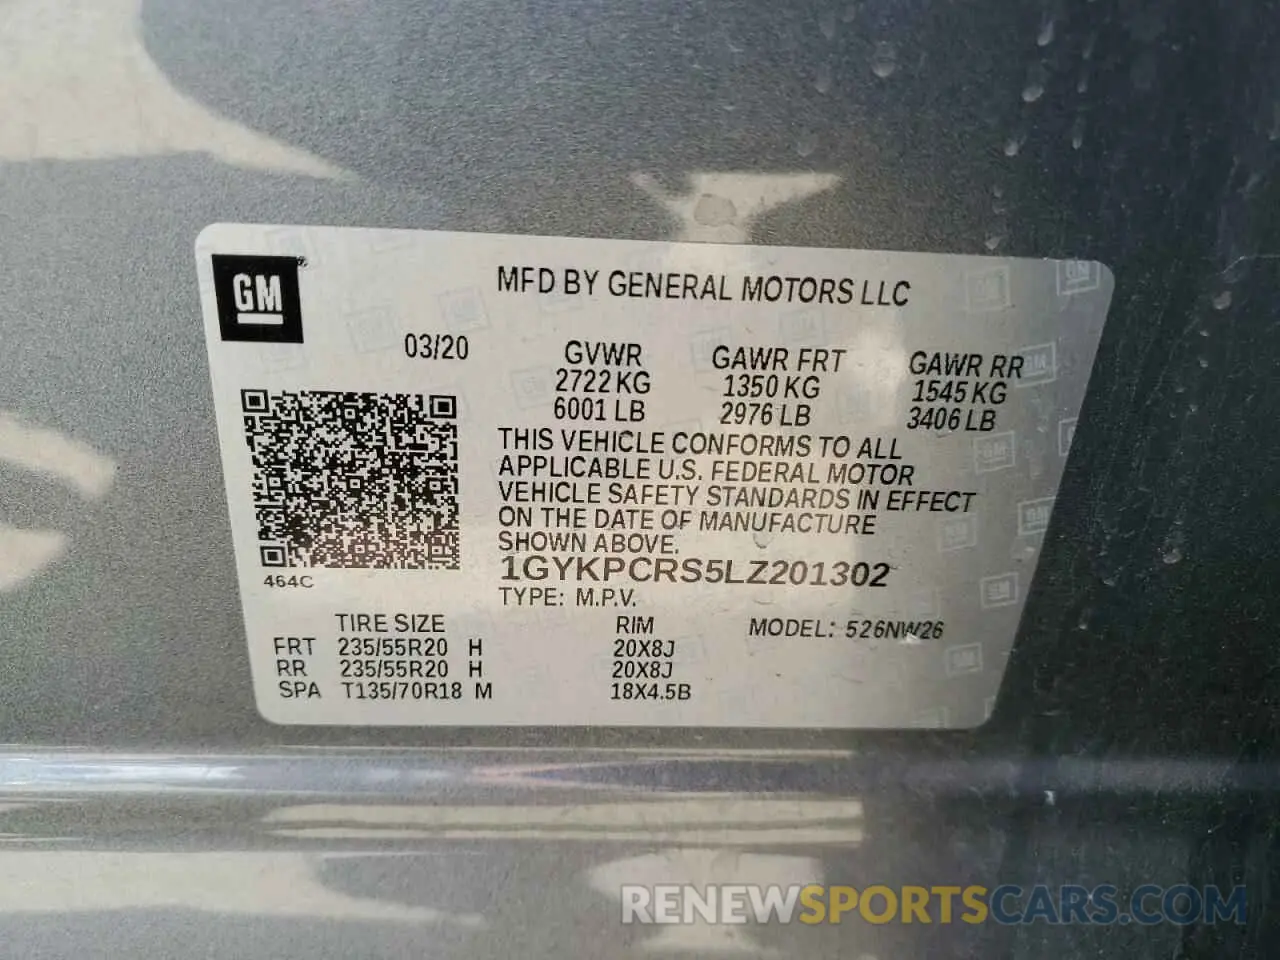 GM
MFD BY GENERAL MOTORS LLC
03/20
GVWR
2722 KG
6001 LB
GAWR FRT
1350 KG
2976 LB
GAWR RR
1545 KG
3406 LB
THIS VEHICLE CONFORMS TO ALL
APPLICABLE U.S. FEDERAL MOTOR
VEHICLE SAFETY STANDARDS IN EFFECT
ON THE DATE OF MANUFACTURE
SHOWN ABOVE.
464C
1GYKPCRS5LZ201302
TYPE: M.P.V.
TIRE SIZE RIM MODEL: 526NW26
FRT 235/55R20 H 20X8J
RR 235/55R20 H 20X8J
SPA T135/70R18 M 18X4.5B
RENEWSPORTSCARS.COM